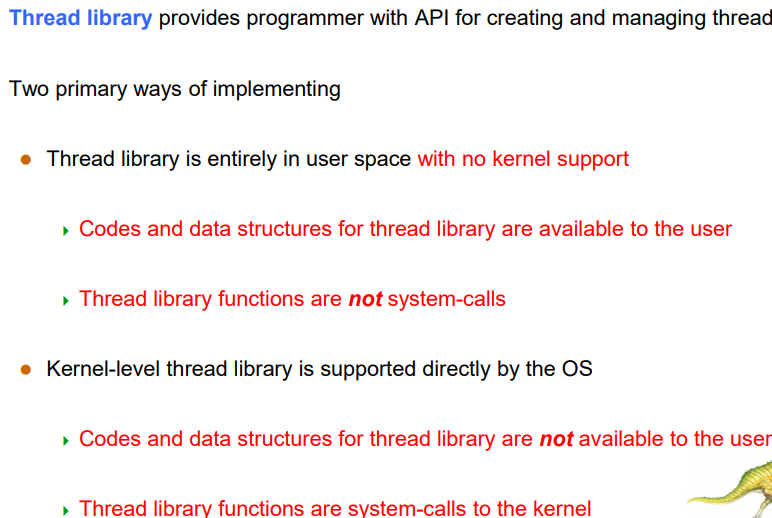 Thread library provides programmer with API for creating and managing thread
Two primary ways of implementing
Thread library is entirely in user space with no kernel support
Codes and data structures for thread library are available to the user
Thread library functions are not system-calls
Kernel-level thread library is supported directly by the OS
Codes and data structures for thread library are not available to the user
Thread library functions are system-calls to the kernel